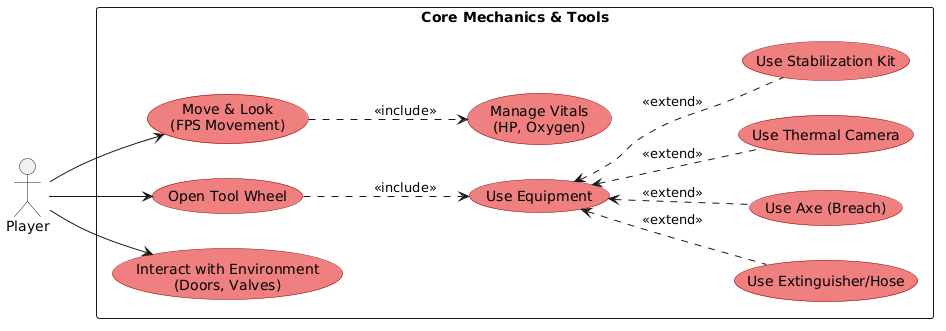 Core Mechanics & Tools
Use Stabilization Kit
Move & Look
(FPS Movement)
«include»
Manage Vitals
(HP, Oxygen)
«extend»
Use Thermal Camera
«extend»
Player
Open Tool Wheel
«include»
Use Equipment
«extend»
Use Axe (Breach)
«extend»
Interact with Environment
(Doors, Valves)
Use Extinguisher/Hose